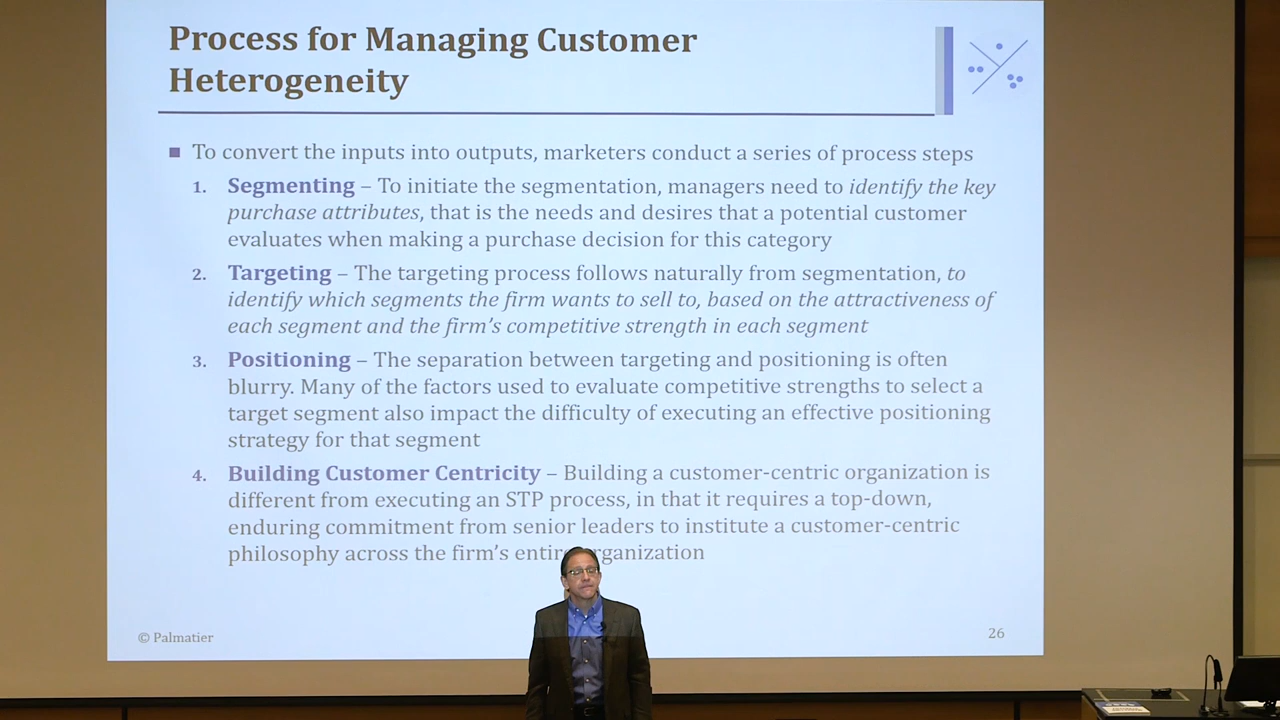 Process for Managing Customer
Heterogeneity
To convert the inputs into outputs, marketers conduct a series of process steps
1. Segmenting – To initiate the segmentation, managers need to identify the key
purchase attributes, that is the needs and desires that a potential customer
evaluates when making a purchase decision for this category
2. Targeting – The targeting process follows naturally from segmentation, to
identify which segments the firm wants to sell to, based on the attractiveness of
each segment and the firm's competitive strength in each segment
3. Positioning – The separation between targeting and positioning is often
blurry. Many of the factors used to evaluate competitive strengths to select a
target segment also impact the difficulty of executing an effective positioning
strategy for that segment
4. Building Customer Centricity – Building a customer-centric organization is
different from executing an STP process, in that it requires a top-down,
enduring commitment from senior leaders to institute a customer-centric
philosophy across the firm's
© Palmatier
26